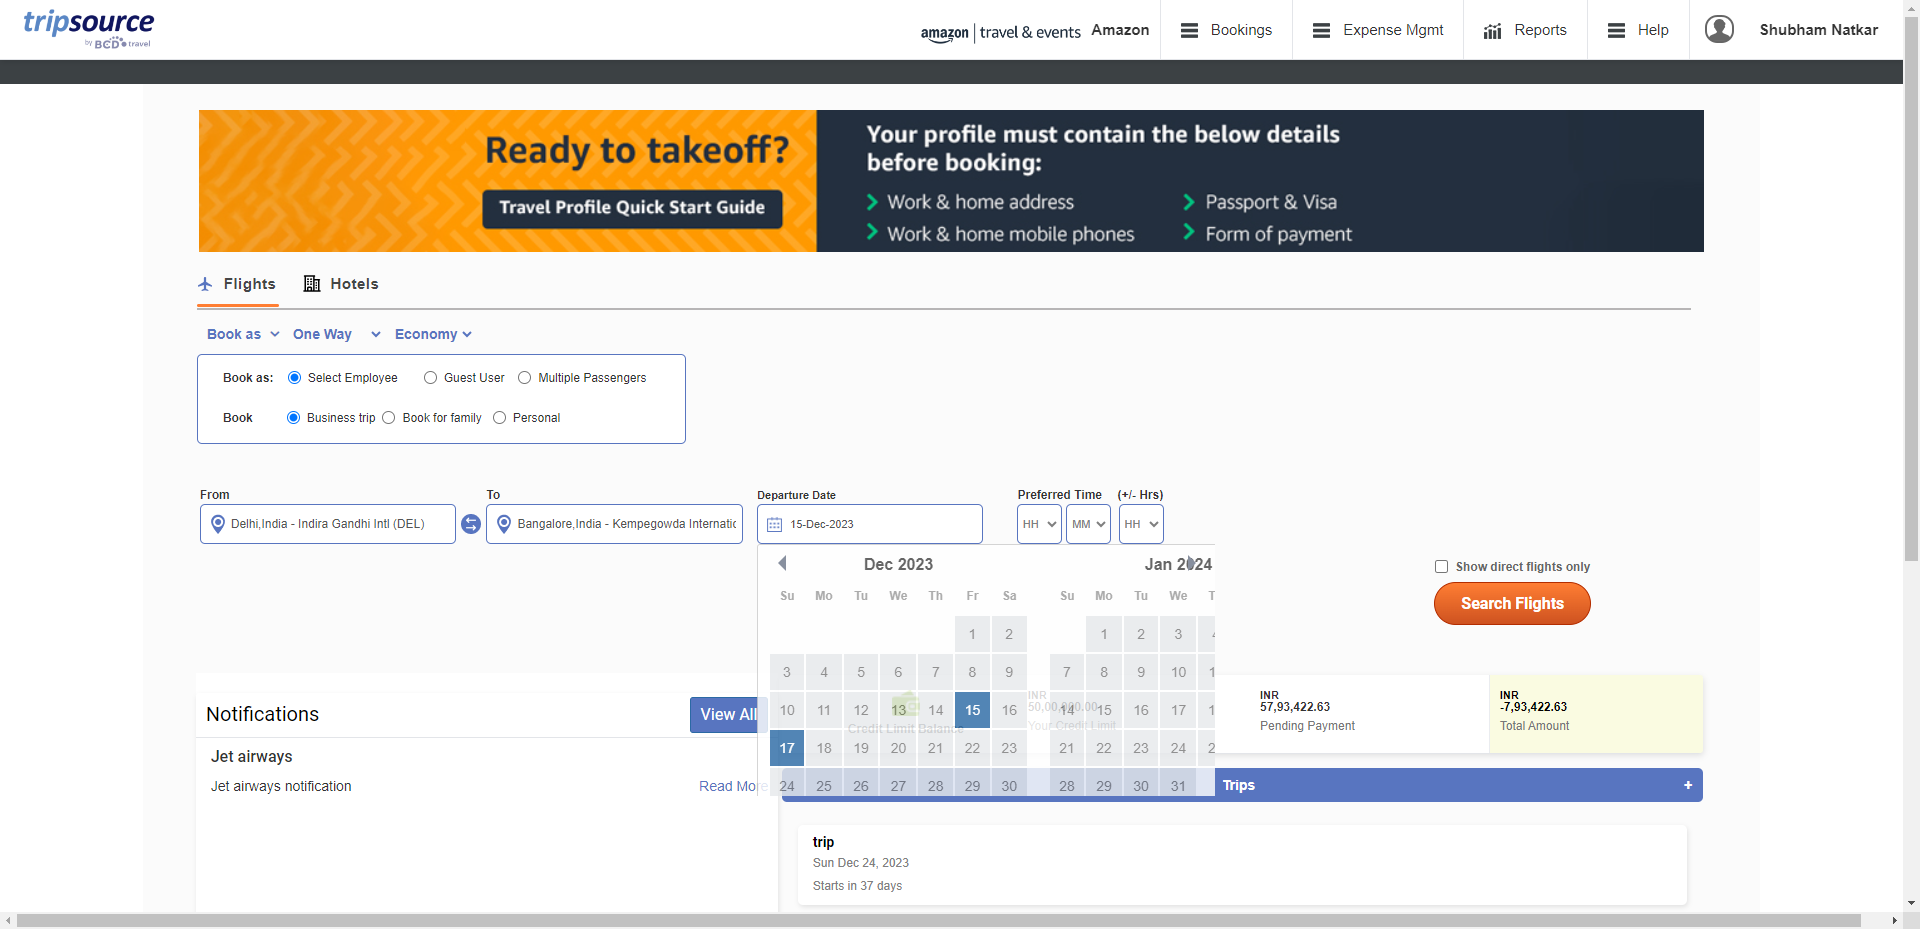 tripsource
by BCD travel
amazon | travel & events Amazon
Bookings
Expense Mgmt
Reports
Help
Shubham Natkar
Ready to takeoff?
Travel Profile Quick Start Guide
Your profile must contain the below details
before booking:
Work & home address
Passport & Visa
Work & home mobile phones
Form of payment
Flights
Hotels
Book as
One Way
Economy
Book as: Select Employee Guest User Multiple Passengers
Book Business trip Book for family Personal
From
To
Departure Date
Preferred Time (+/- Hrs)
Delhi,India - Indira Gandhi Intl (DEL)
Bangalore,India - Kempegowda Internatio
15-Dec-2023
HH MM HH
Dec 2023
Jan 2024
Su Mo Tu We Th Fr Sa Su Mo Tu We T
1 2 1 2 3 4
3 4 5 6 7 8 9 7 8 9 10 1
10 11 12 13 14 15 16 14 15 16 17 1
17 18 19 20 21 22 23 21 22 23 24 2
24 25 26 27 28 29 30 28 29 30 31
Show direct flights only
Search Flights
Notifications
View All
Jet airways
Jet airways notification
Read More
Credit Limit Balance
INR
50,00,000.00
Your Credit Limit
INR
57,93,422.63
Pending Payment
INR
-7,93,422.63
Total Amount
Trips +
trip
Sun Dec 24, 2023
Starts in 37 days